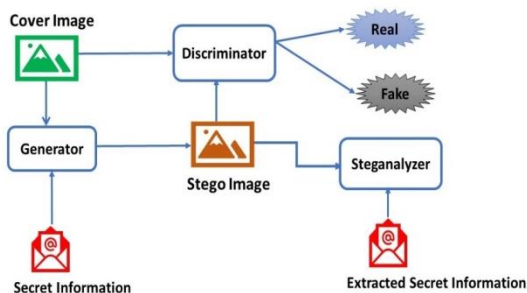 Cover Image
Discriminator
Real
Fake
Generator
Stego Image
Steganalyzer
@
@
Secret Information
Extracted Secret Information